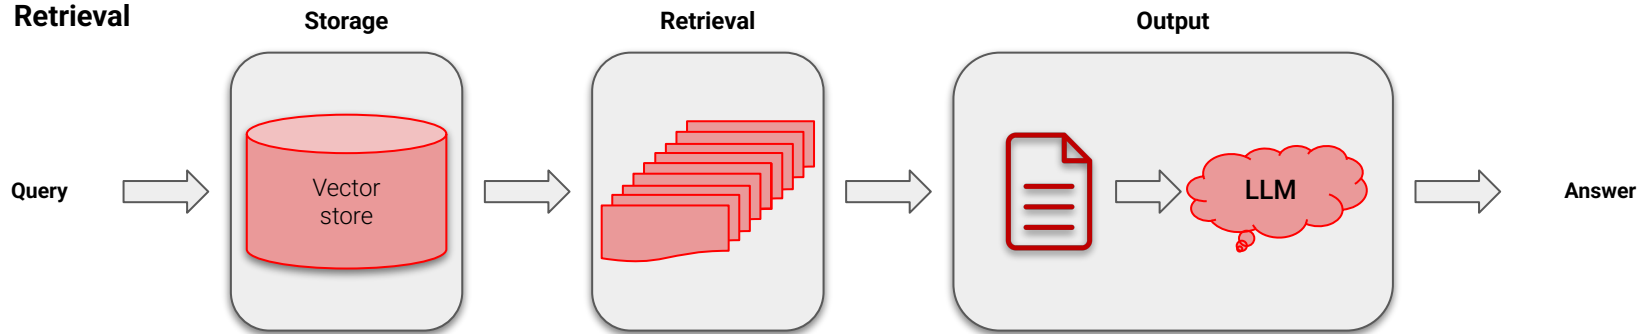 Retrieval
Storage
Retrieval
Output
Query
Vector
store
LLM
Answer